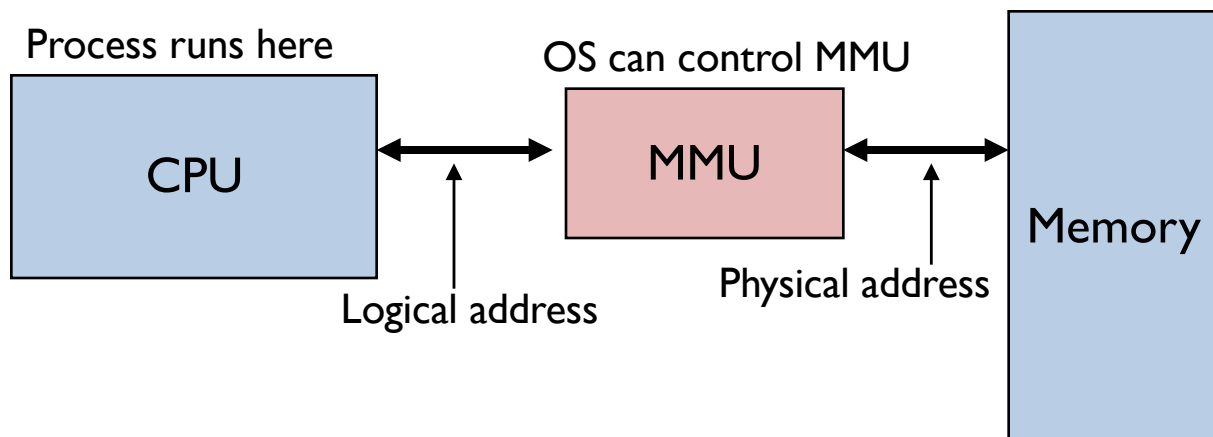 Process runs here
OS can control MMU
CPU
MMU
Memory
Logical address
Physical address